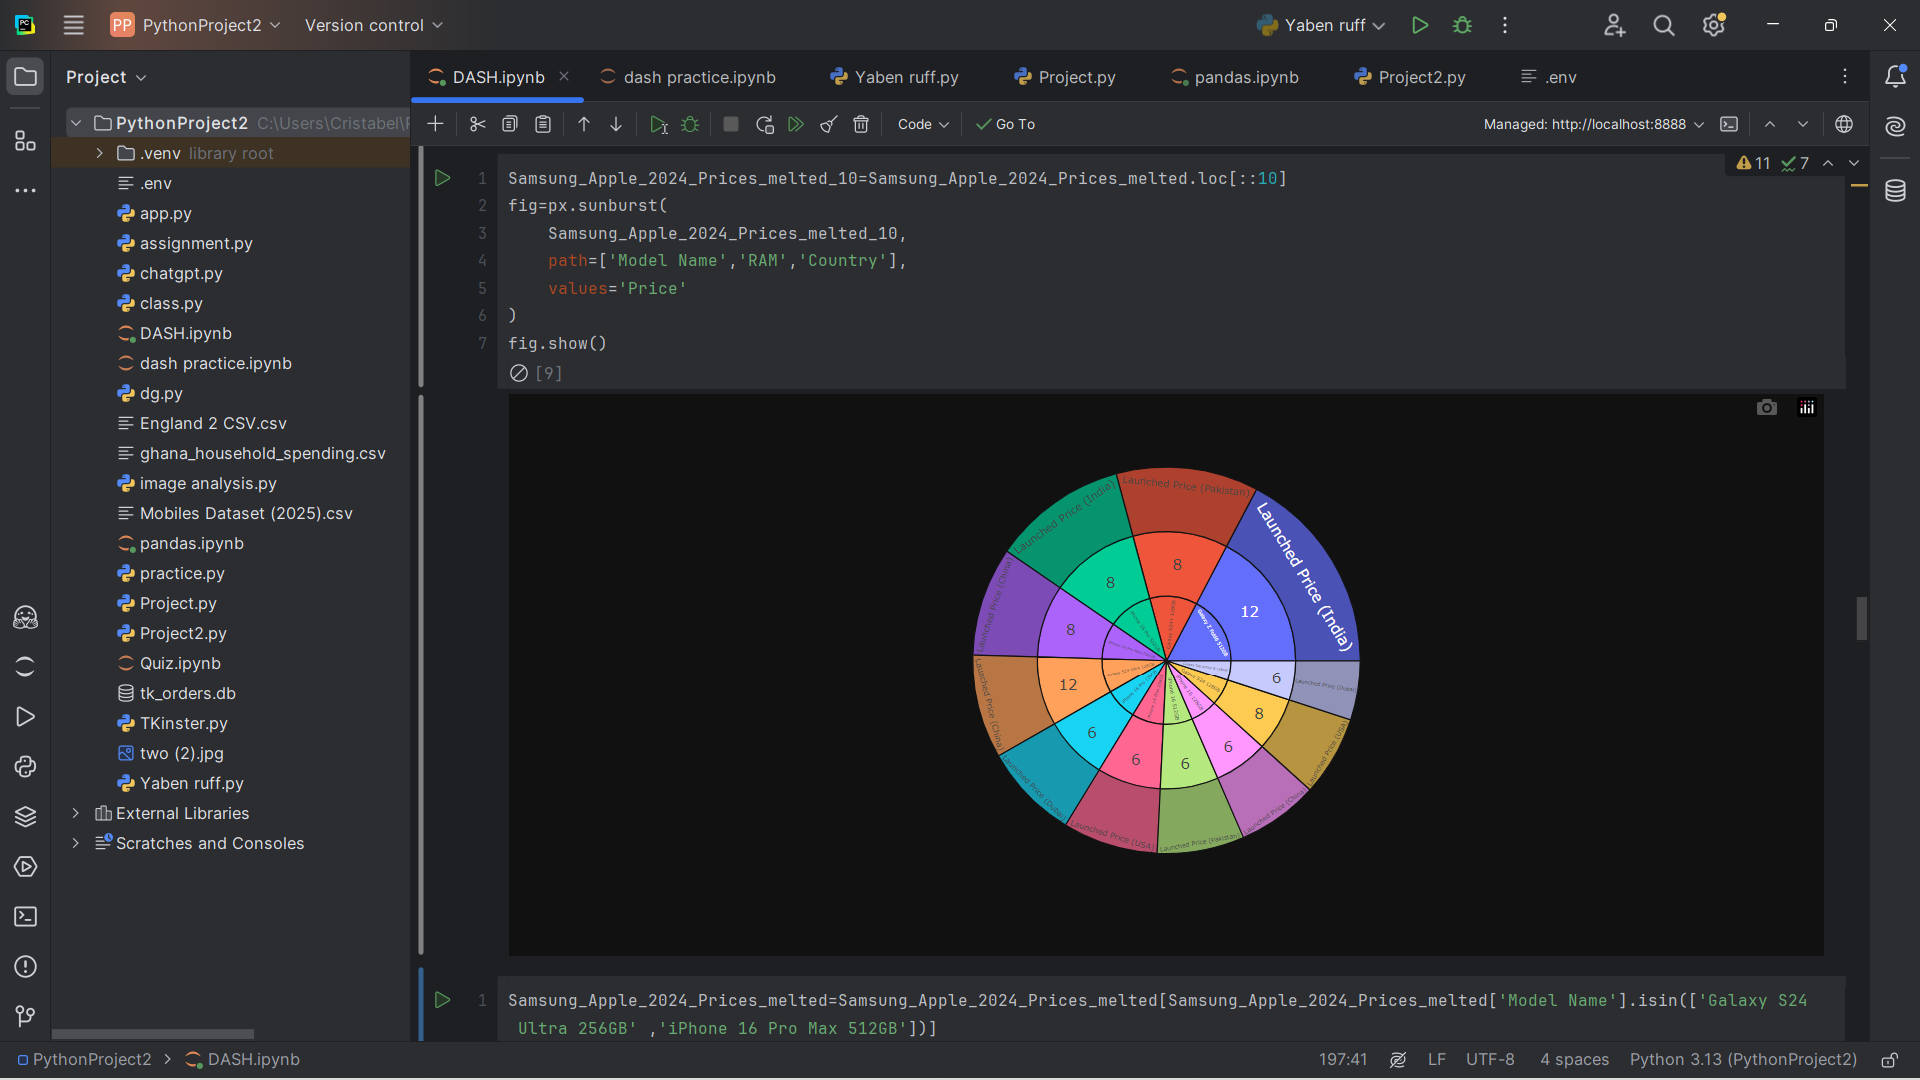 PP PythonProject2 Version control Yaben ruff
Project
DASH.ipynb dash practice.ipynb Yaben ruff.py Project.py pandas.ipynb Project2.py .env
PythonProject2 C:\Users\Cristabel\
Code Go To Managed: http://localhost:8888
.venv library root
.env
app.py
assignment.py
chatgpt.py
class.py
DASH.ipynb
dash practice.ipynb
dg.py
England 2 CSV.csv
ghana_household_spending.csv
image analysis.py
Mobiles Dataset (2025).csv
pandas.ipynb
practice.py
Project.py
Project2.py
Quiz.ipynb
tk_orders.db
TKinster.py
two (2).jpg
Yaben ruff.py
External Libraries
Scratches and Consoles
11 7
1 Samsung_Apple_2024_Prices_melted_10=Samsung_Apple_2024_Prices_melted.loc[::10]
2 fig=px.sunburst(
3 Samsung_Apple_2024_Prices_melted_10,
4 path=['Model Name','RAM','Country'],
5 values='Price'
6 )
7 fig.show()
[9]
Launched Price (India)
12
Launched Price (Pakistan)
8
Launched Price (India)
8
Launched Price (China)
8
Launched Price (China)
12
Launched Price (Dubai)
6
Launched Price (USA)
6
Launched Price (Pakistan)
6
iPhone 16 512GB
Launched Price (China)
6
iPhone 16 128GB
Launched Price (USA)
8
Launched Price (Dubai)
6
1 Samsung_Apple_2024_Prices_melted=Samsung_Apple_2024_Prices_melted[Samsung_Apple_2024_Prices_melted['Model Name'].isin(['Galaxy S24
Ultra 256GB' ,'iPhone 16 Pro Max 512GB'])]
PythonProject2 > DASH.ipynb 197:41 LF UTF-8 4 spaces Python 3.13 (PythonProject2)